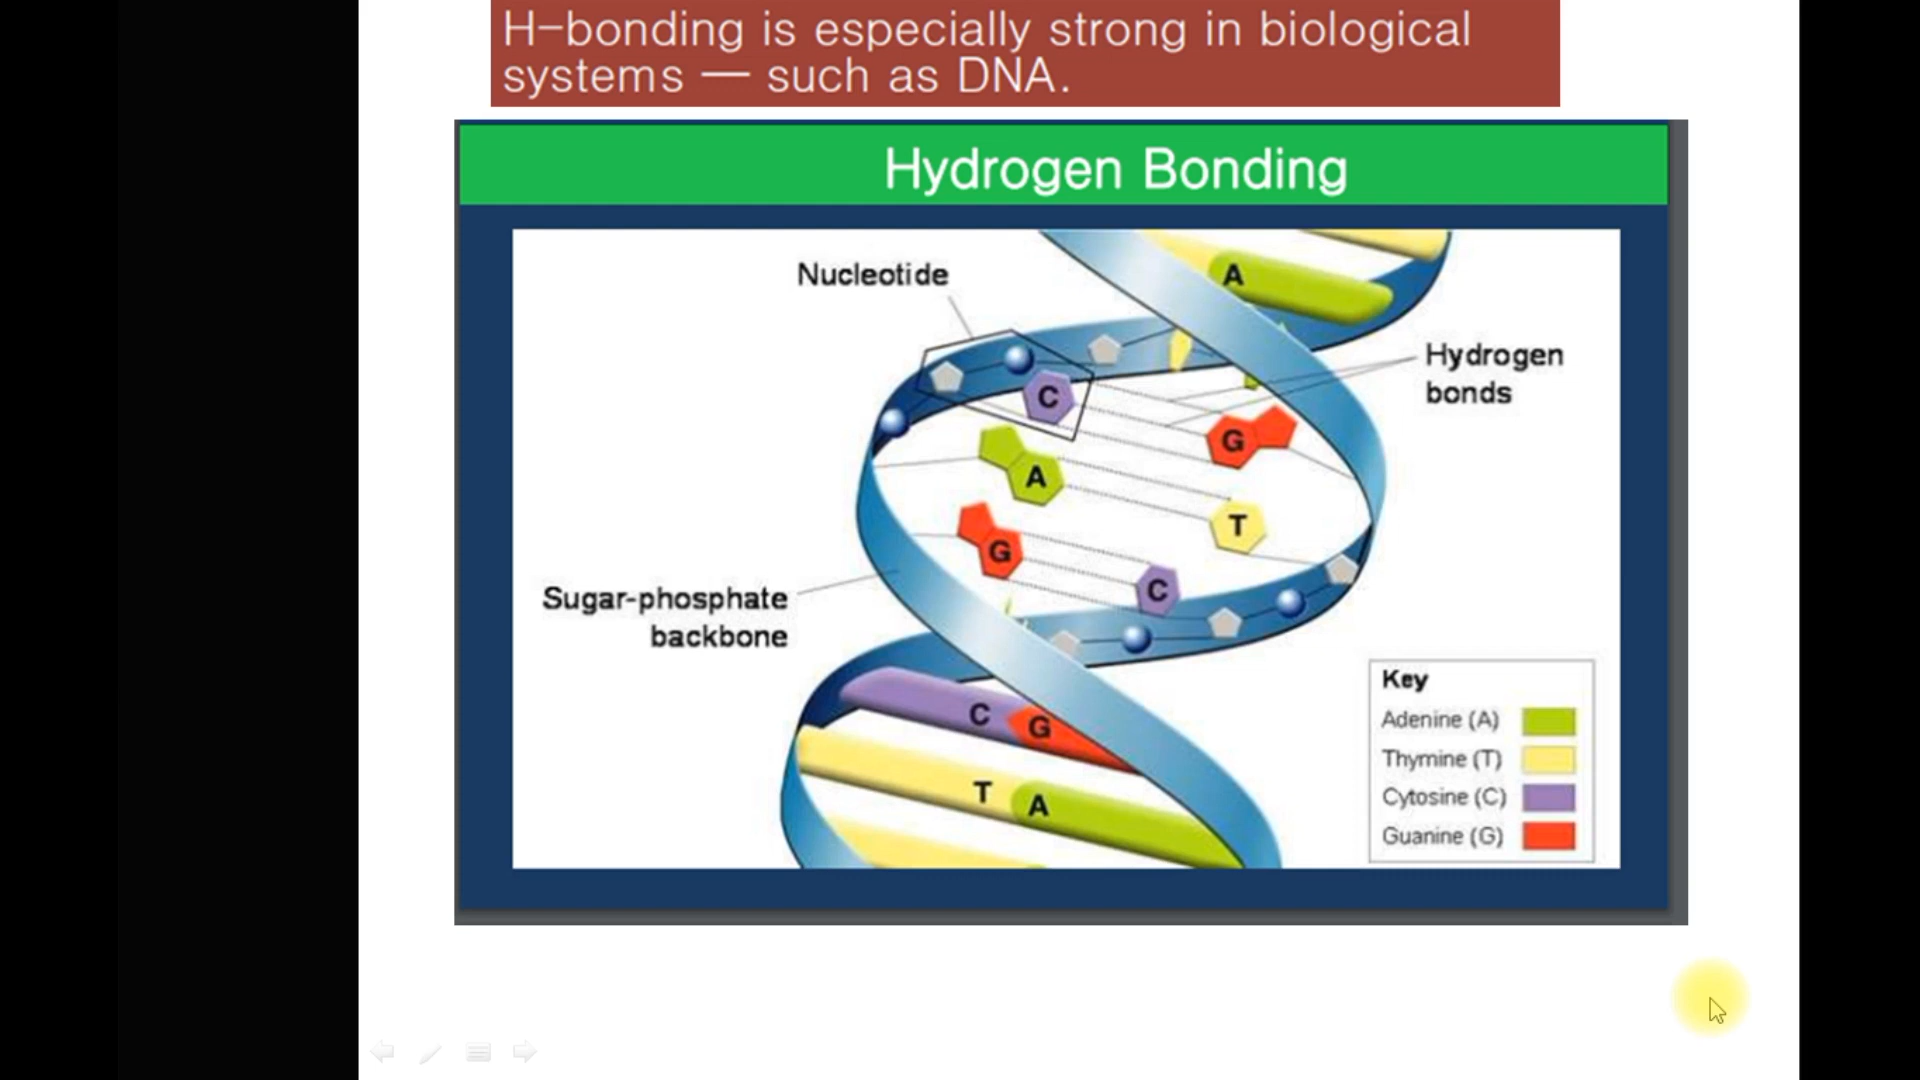 H-bonding is especially strong in biological
systems — such as DNA.
Hydrogen Bonding
Nucleotide
A
Hydrogen
bonds
C
G
A
T
G
C
Sugar-phosphate
backbone
C G
T A
Key
Adenine (A)
Thymine (T)
Cytosine (C)
Guanine (G)